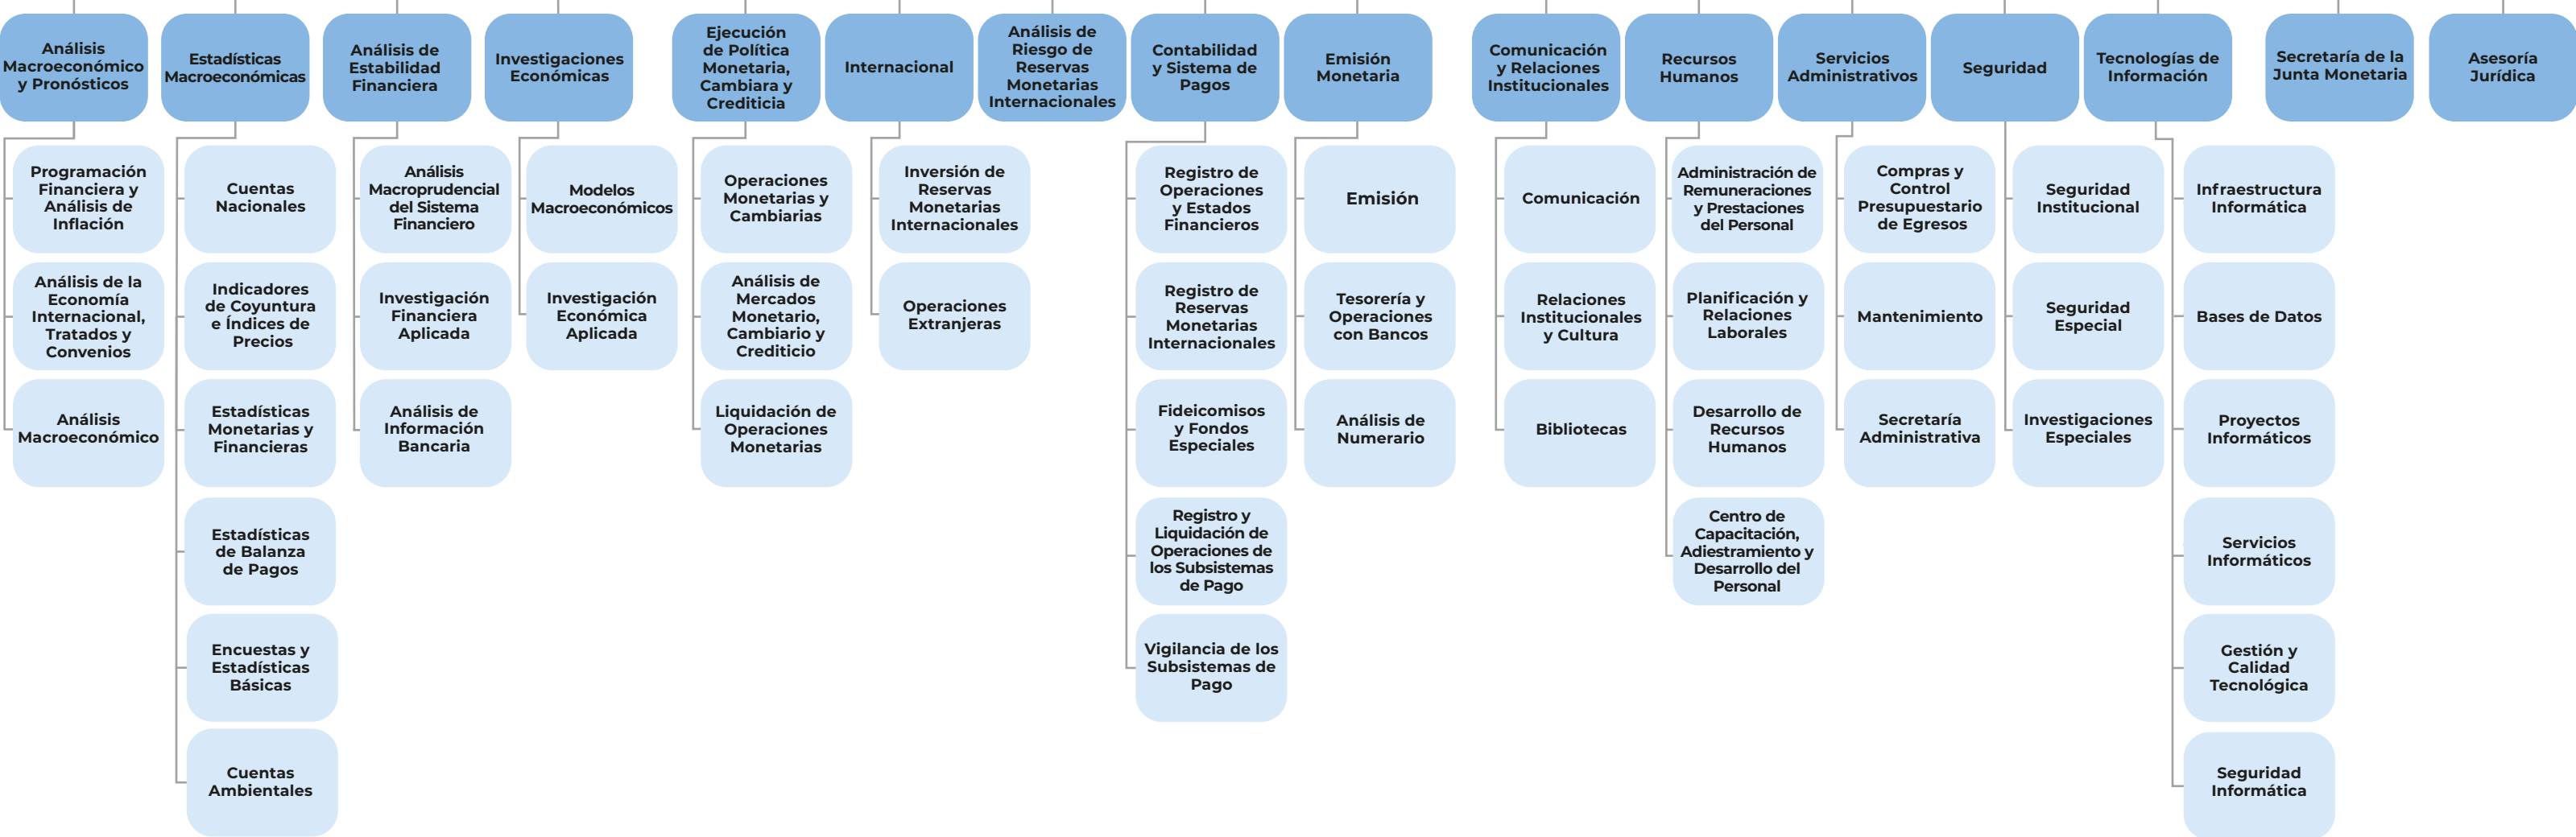 Análisis
Macroeconómico
y Pronósticos
Estadísticas
Macroeconómicas
Análisis de
Estabilidad
Financiera
Investigaciones
Económicas
Ejecución
de Política
Monetaria,
Cambiara y
Crediticia
Internacional
Análisis de
Riesgo de
Reservas
Monetarias
Internacionales
Contabilidad
y Sistema de
Pagos
Emisión
Monetaria
Comunicación
y Relaciones
Institucionales
Recursos
Humanos
Servicios
Administrativos
Seguridad
Tecnologías de
Información
Secretaría de la
Junta Monetaria
Asesoría
Jurídica
Programación
Financiera y
Análisis de
Inflación
Análisis de la
Economía
Internacional,
Tratados y
Convenios
Análisis
Macroeconómico
Cuentas
Nacionales
Indicadores
de Coyuntura
e Índices de
Precios
Estadísticas
Monetarias y
Financieras
Estadísticas
de Balanza
de Pagos
Encuestas y
Estadísticas
Básicas
Cuentas
Ambientales
Análisis
Macroprudencial
del Sistema
Financiero
Investigación
Financiera
Aplicada
Análisis de
Información
Bancaria
Modelos
Macroeconómicos
Investigación
Económica
Aplicada
Operaciones
Monetarias y
Cambiarias
Análisis de
Mercados
Monetario,
Cambiario y
Crediticio
Liquidación de
Operaciones
Monetarias
Inversión de
Reservas
Monetarias
Internacionales
Operaciones
Extranjeras
Registro de
Operaciones
y Estados
Financieros
Registro de
Reservas
Monetarias
Internacionales
Fideicomisos
y Fondos
Especiales
Registro y
Liquidación de
Operaciones de
los Subsistemas
de Pago
Vigilancia de los
Subsistemas de
Pago
Emisión
Tesorería y
Operaciones
con Bancos
Análisis de
Numerario
Comunicación
Relaciones
Institucionales
y Cultura
Bibliotecas
Administración de
Remuneraciones
y Prestaciones
del Personal
Planificación y
Relaciones
Laborales
Desarrollo de
Recursos
Humanos
Centro de
Capacitación,
Adiestramiento y
Desarrollo del
Personal
Compras y
Control
Presupuestario
de Egresos
Mantenimiento
Secretaría
Administrativa
Seguridad
Institucional
Seguridad
Especial
Investigaciones
Especiales
Infraestructura
Informática
Bases de Datos
Proyectos
Informáticos
Servicios
Informáticos
Gestión y
Calidad
Tecnológica
Seguridad
Informática